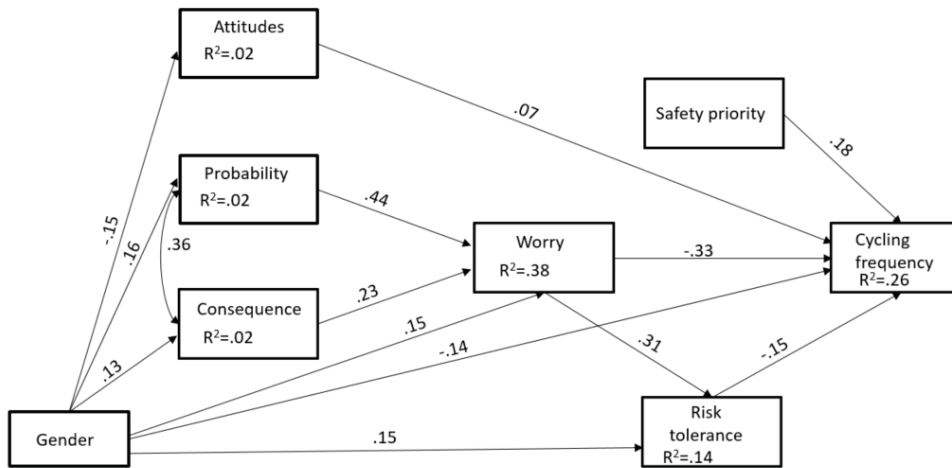 Attitudes
R²=.02
.07
Safety priority
.18
Probability
R²=.02
.44
-.15
.16
.36
Worry
R²=.38
-.33
Cycling
frequency
R²=.26
Consequence
R²=.02
.23
.15
-.14
.31
-.15
.13
Gender
.15
Risk
tolerance
R²=.14